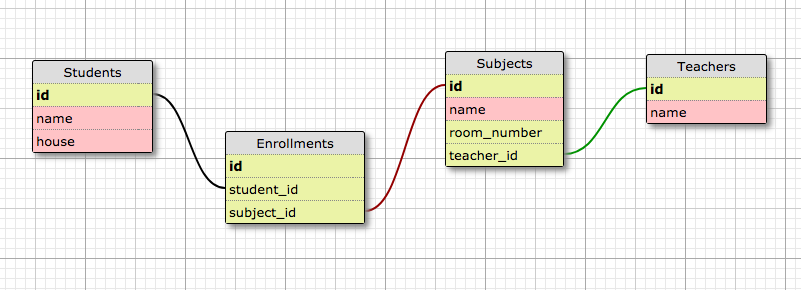 Students
id
name
house
Enrollments
id
student_id
subject_id
Subjects
id
name
room_number
teacher_id
Teachers
id
name